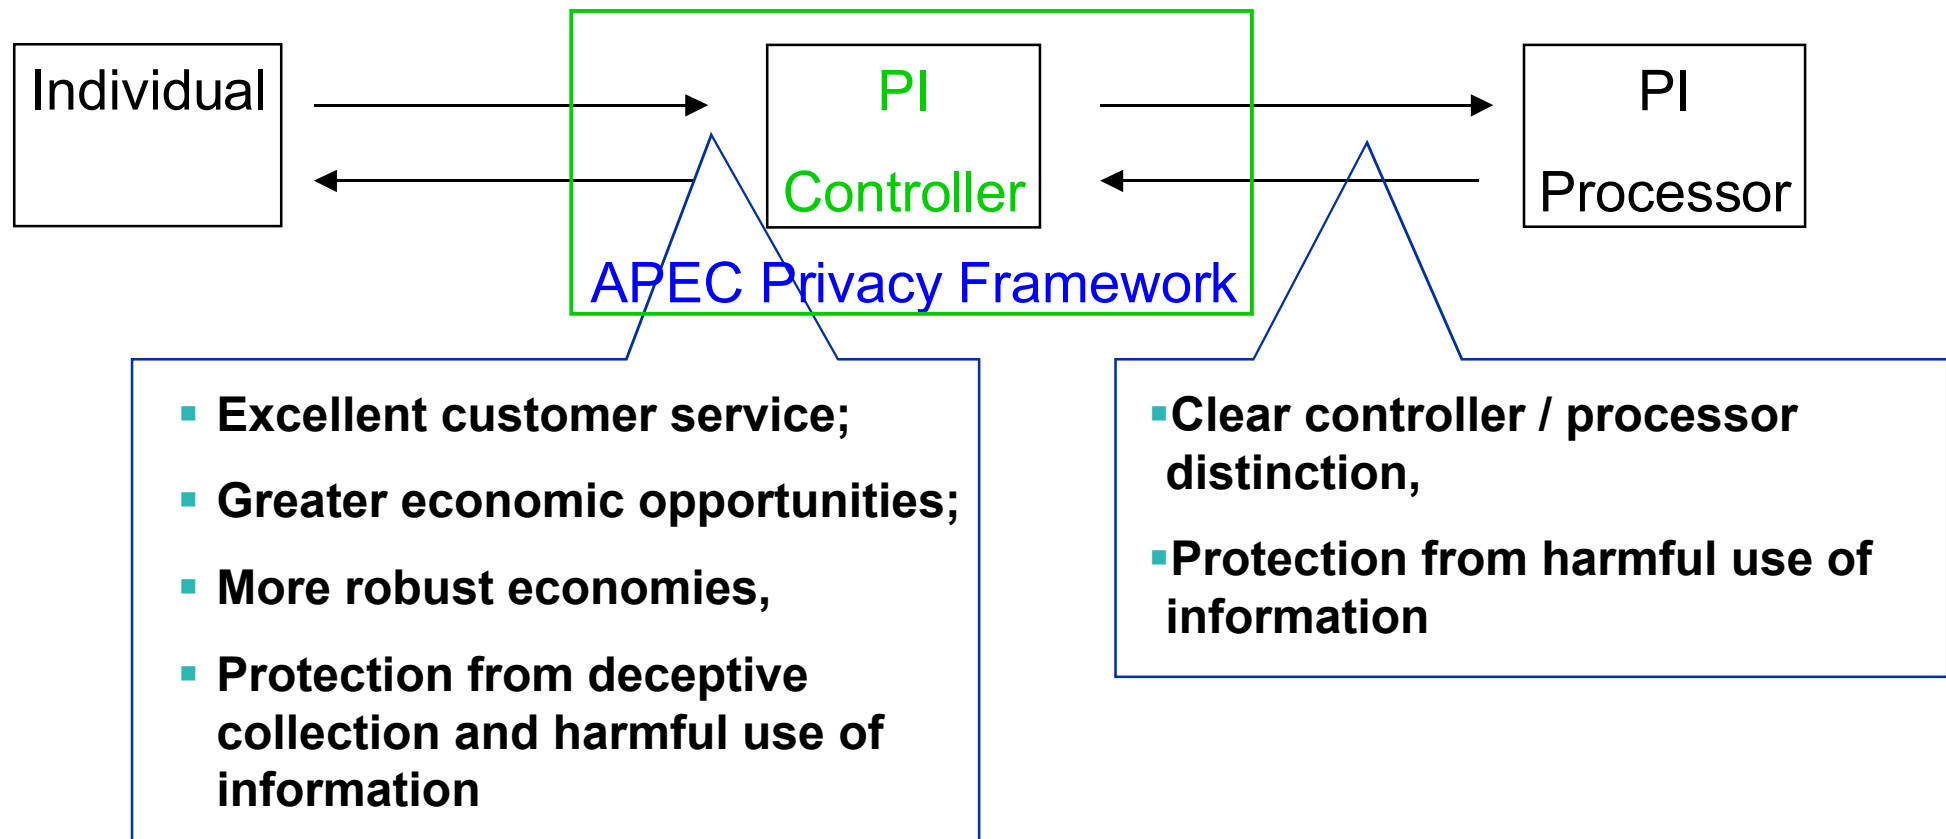 Individual
PI
Controller
PI
Processor
APEC Privacy Framework
▪ Excellent customer service;
▪ Greater economic opportunities;
▪ More robust economies,
▪ Protection from deceptive
collection and harmful use of
information
▪Clear controller / processor
distinction,
▪Protection from harmful use of
information